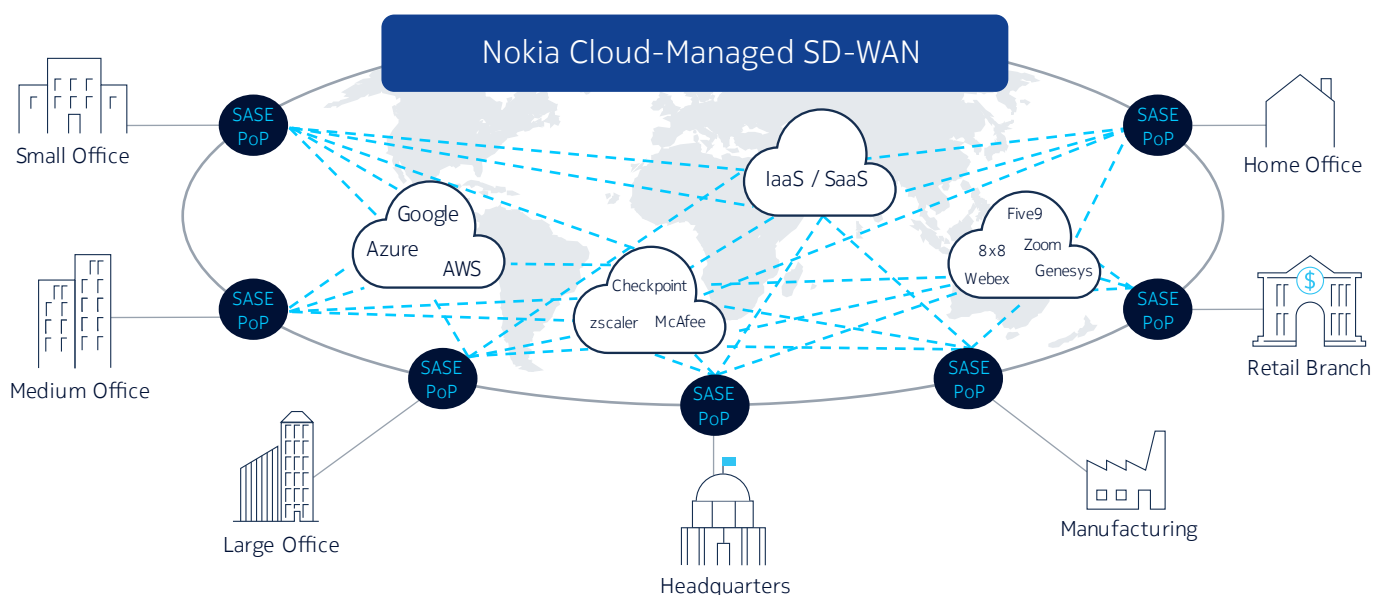 Nokia Cloud-Managed SD-WAN
SASE
PoP
Small Office
SASE
PoP
Home Office
IaaS / SaaS
Google
Azure
AWS
Five9
8x8
Zoom
Webex
Genesys
Checkpoint
zscaler
McAfee
SASE
PoP
Medium Office
SASE
PoP
$
Retail Branch
SASE
PoP
Large Office
SASE
PoP
Headquarters
SASE
PoP
Manufacturing